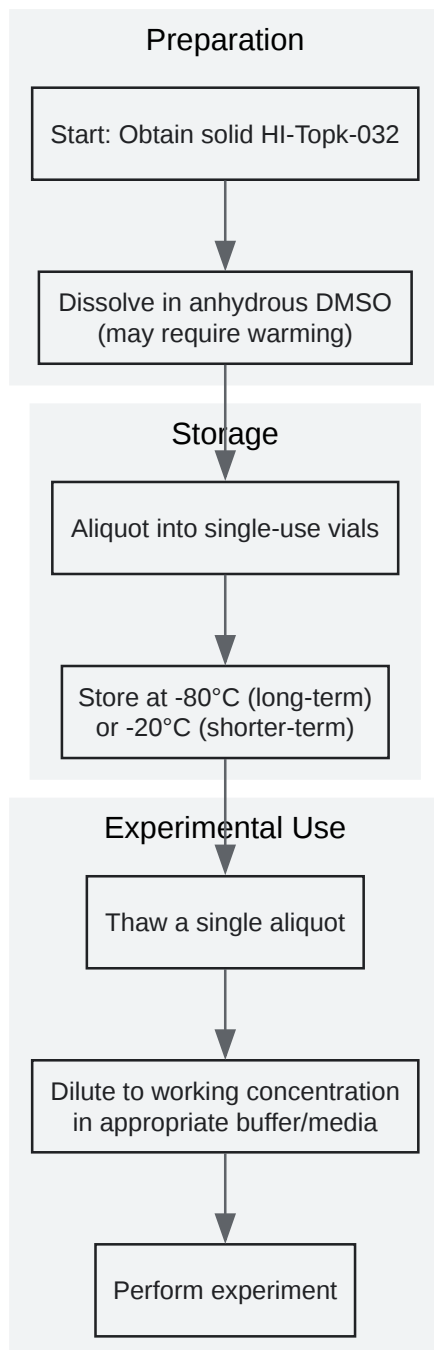 Preparation
Start: Obtain solid HI-Topk-032
Dissolve in anhydrous DMSO
(may require warming)
Storage
Aliquot into single-use vials
Store at -80°C (long-term)
or -20°C (shorter-term)
Experimental Use
Thaw a single aliquot
Dilute to working concentration
in appropriate buffer/media
Perform experiment